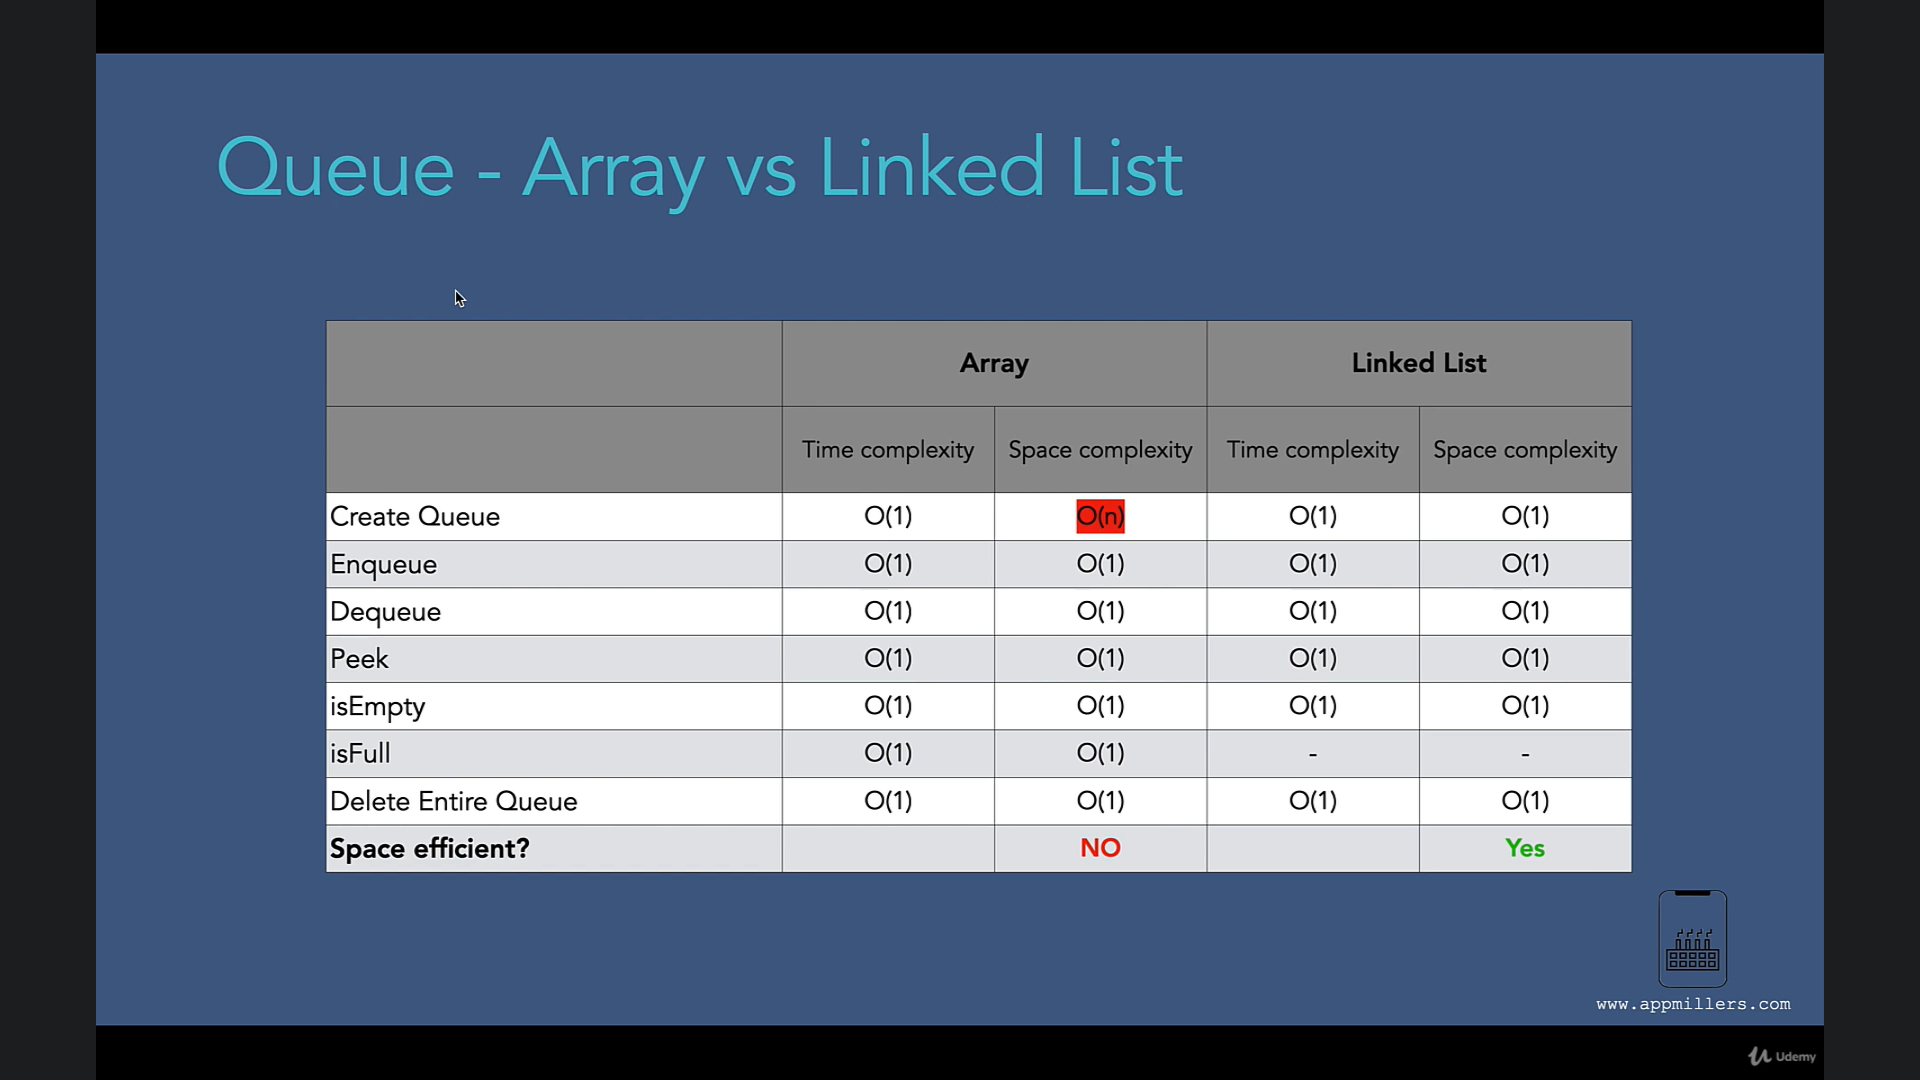 Queue - Array vs Linked List
Array Linked List
Time complexity Space complexity Time complexity Space complexity
Create Queue O(1) O(n) O(1) O(1)
Enqueue O(1) O(1) O(1) O(1)
Dequeue O(1) O(1) O(1) O(1)
Peek O(1) O(1) O(1) O(1)
isEmpty O(1) O(1) O(1) O(1)
isFull O(1) O(1) - -
Delete Entire Queue O(1) O(1) O(1) O(1)
Space efficient? NO Yes
www.appmillers.com
Udemy